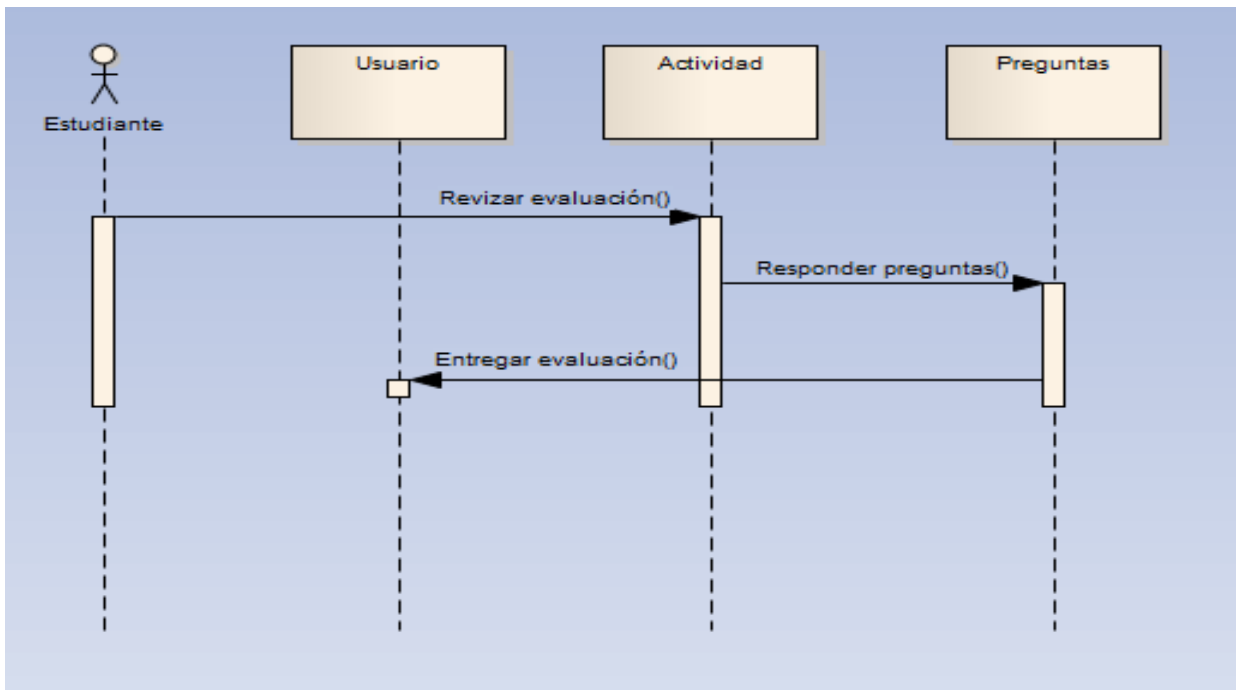 Usuario
Actividad
Preguntas
Estudiante
Revizar evaluación()
Responder preguntas()
Entregar evaluación()